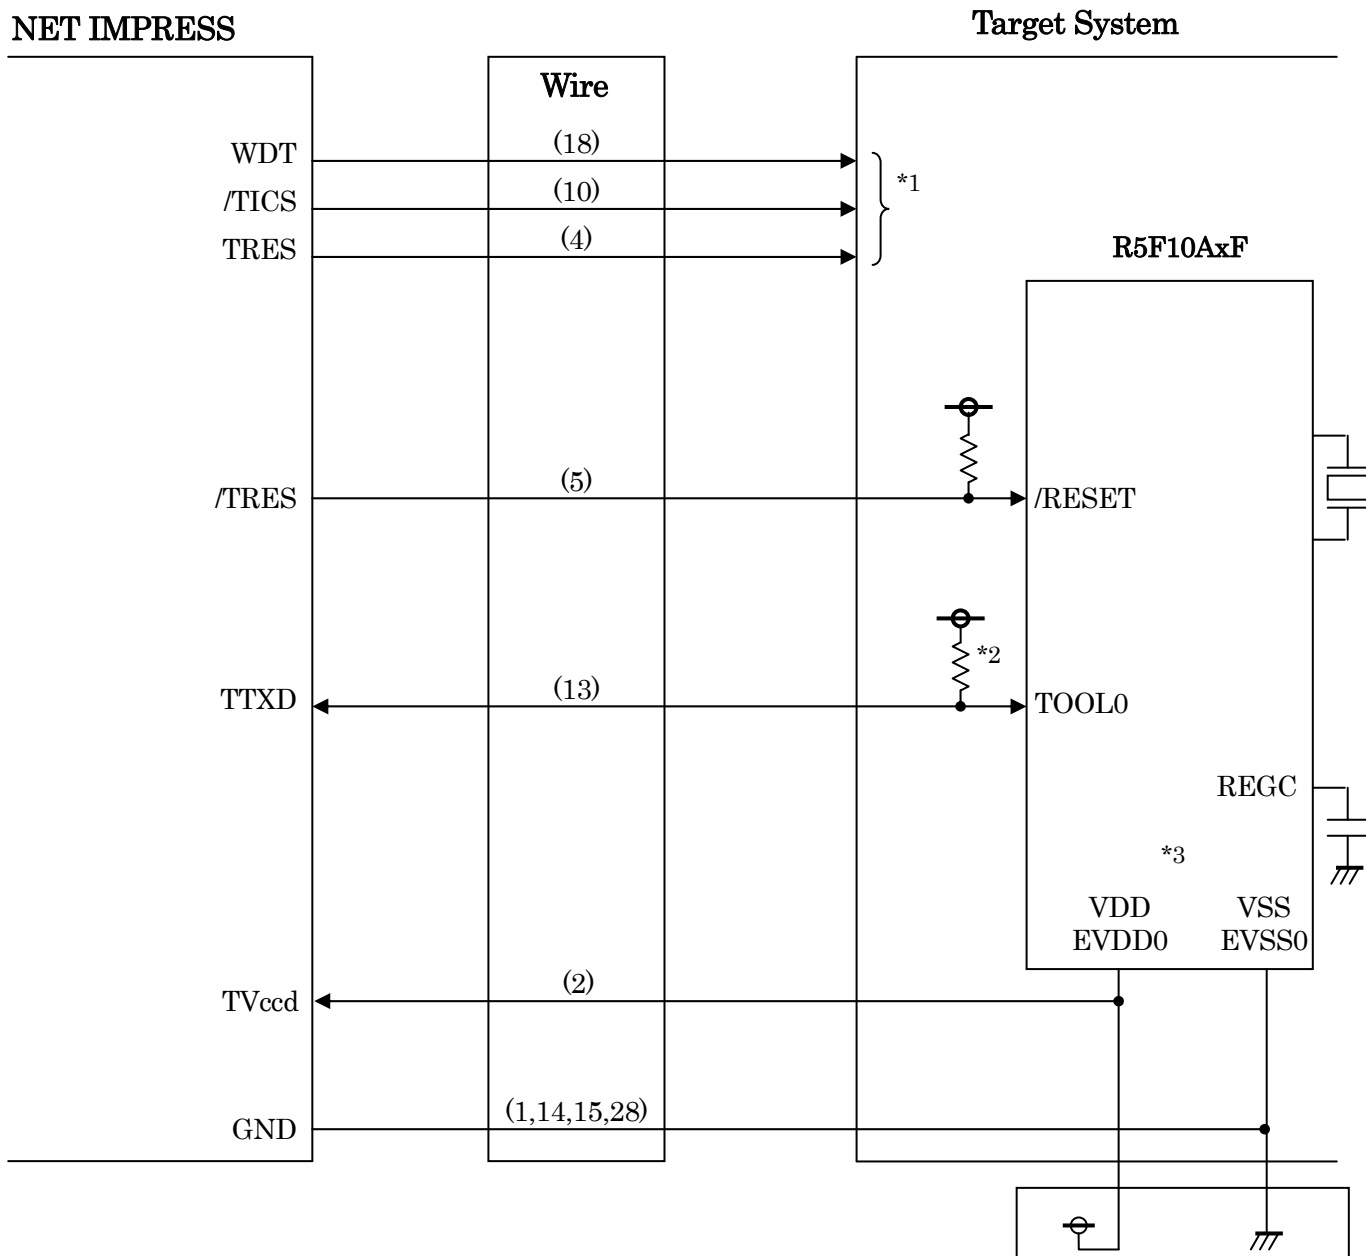 NET IMPRESS
Target System
Wire
WDT
(18)
*1
/TICS
(10)
TRES
(4)
R5F10AxF
/TRES
(5)
/RESET
*2
TTXD
(13)
TOOL0
REGC
*3
VDD
VSS
EVDD0
EVSS0
TVccd
(2)
GND
(1,14,15,28)